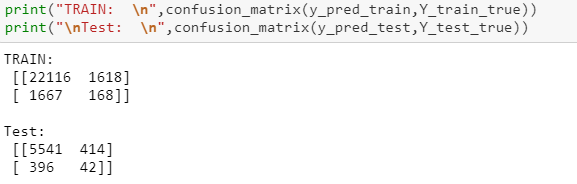 print("TRAIN:  \n",confusion_matrix(y_pred_train,Y_train_true))
print("\nTest:  \n",confusion_matrix(y_pred_test,Y_test_true))
TRAIN:
[[22116  1618]
[ 1667   168]]
Test:
[[5541  414]
[ 396   42]]